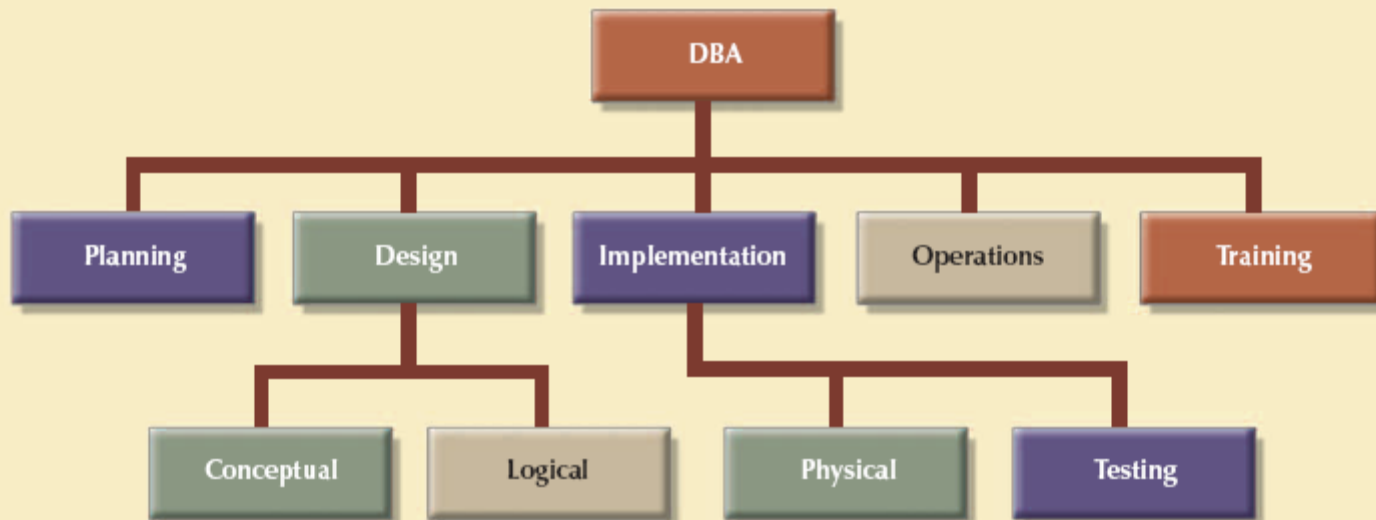 DBA
Planning
Design
Implementation
Operations
Training
Conceptual
Logical
Physical
Testing